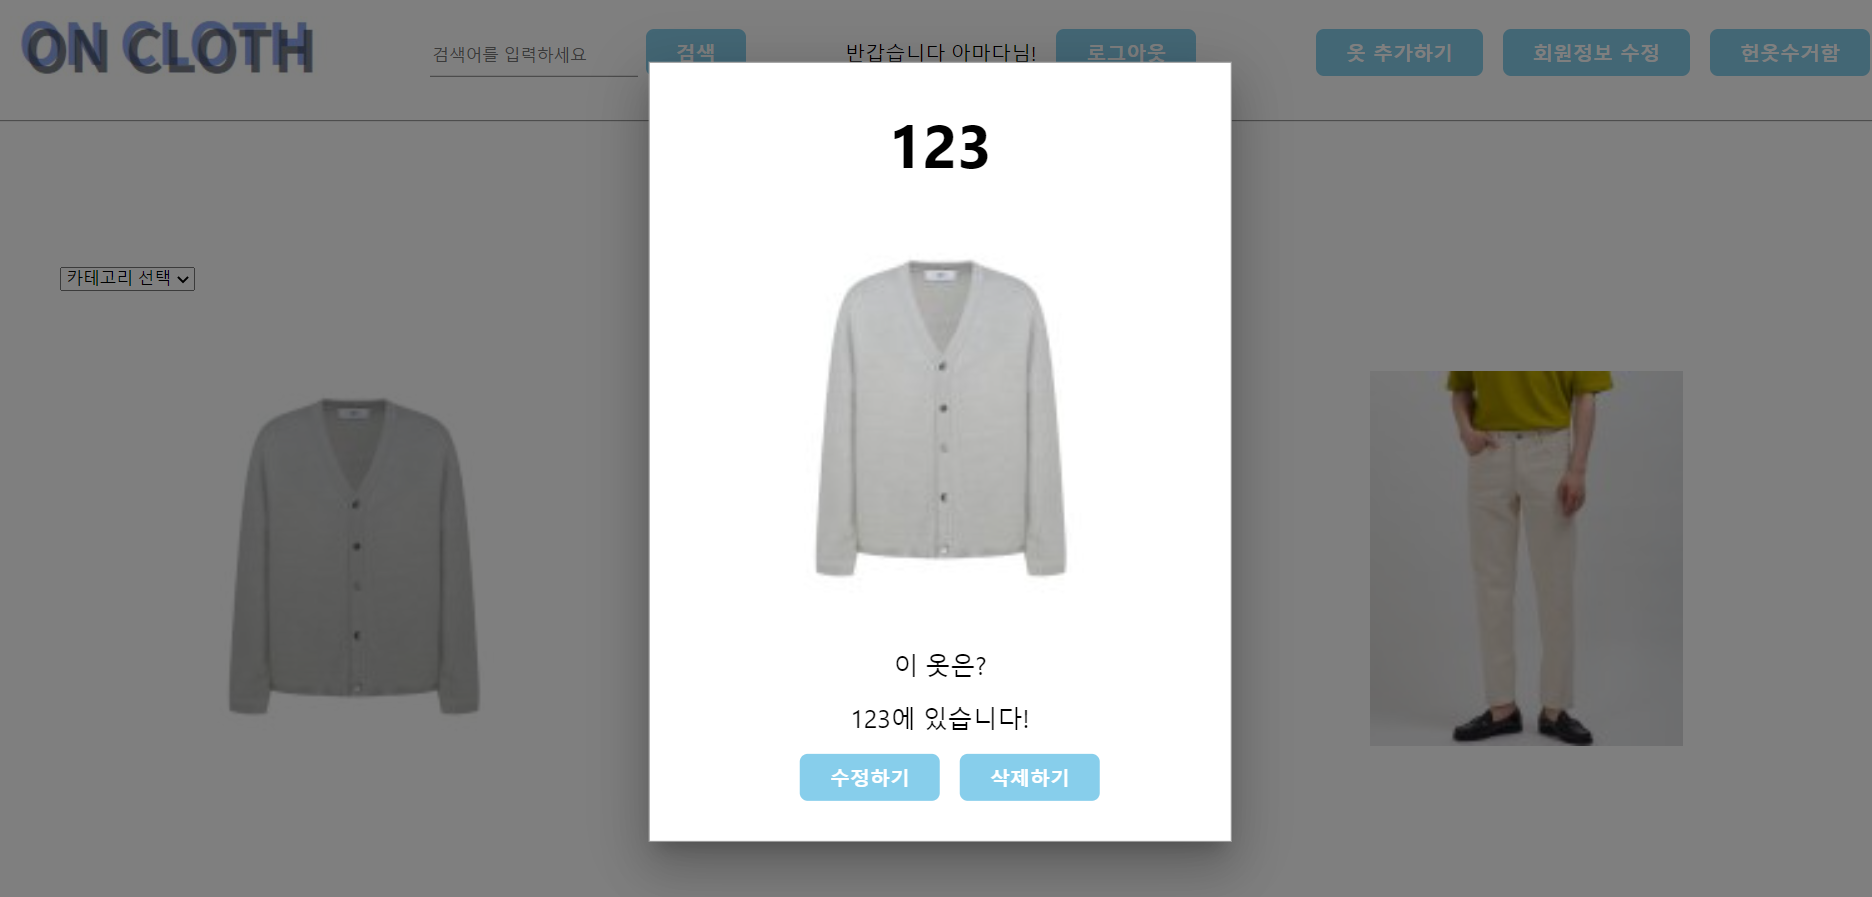 ON CLOTH
검색어를 입력하세요
검색
반갑습니다 아마다님!
로그아웃
옷 추가하기
회원정보 수정
헌옷수거함
카테고리 선택
123
이 옷은?
123에 있습니다!
수정하기
삭제하기